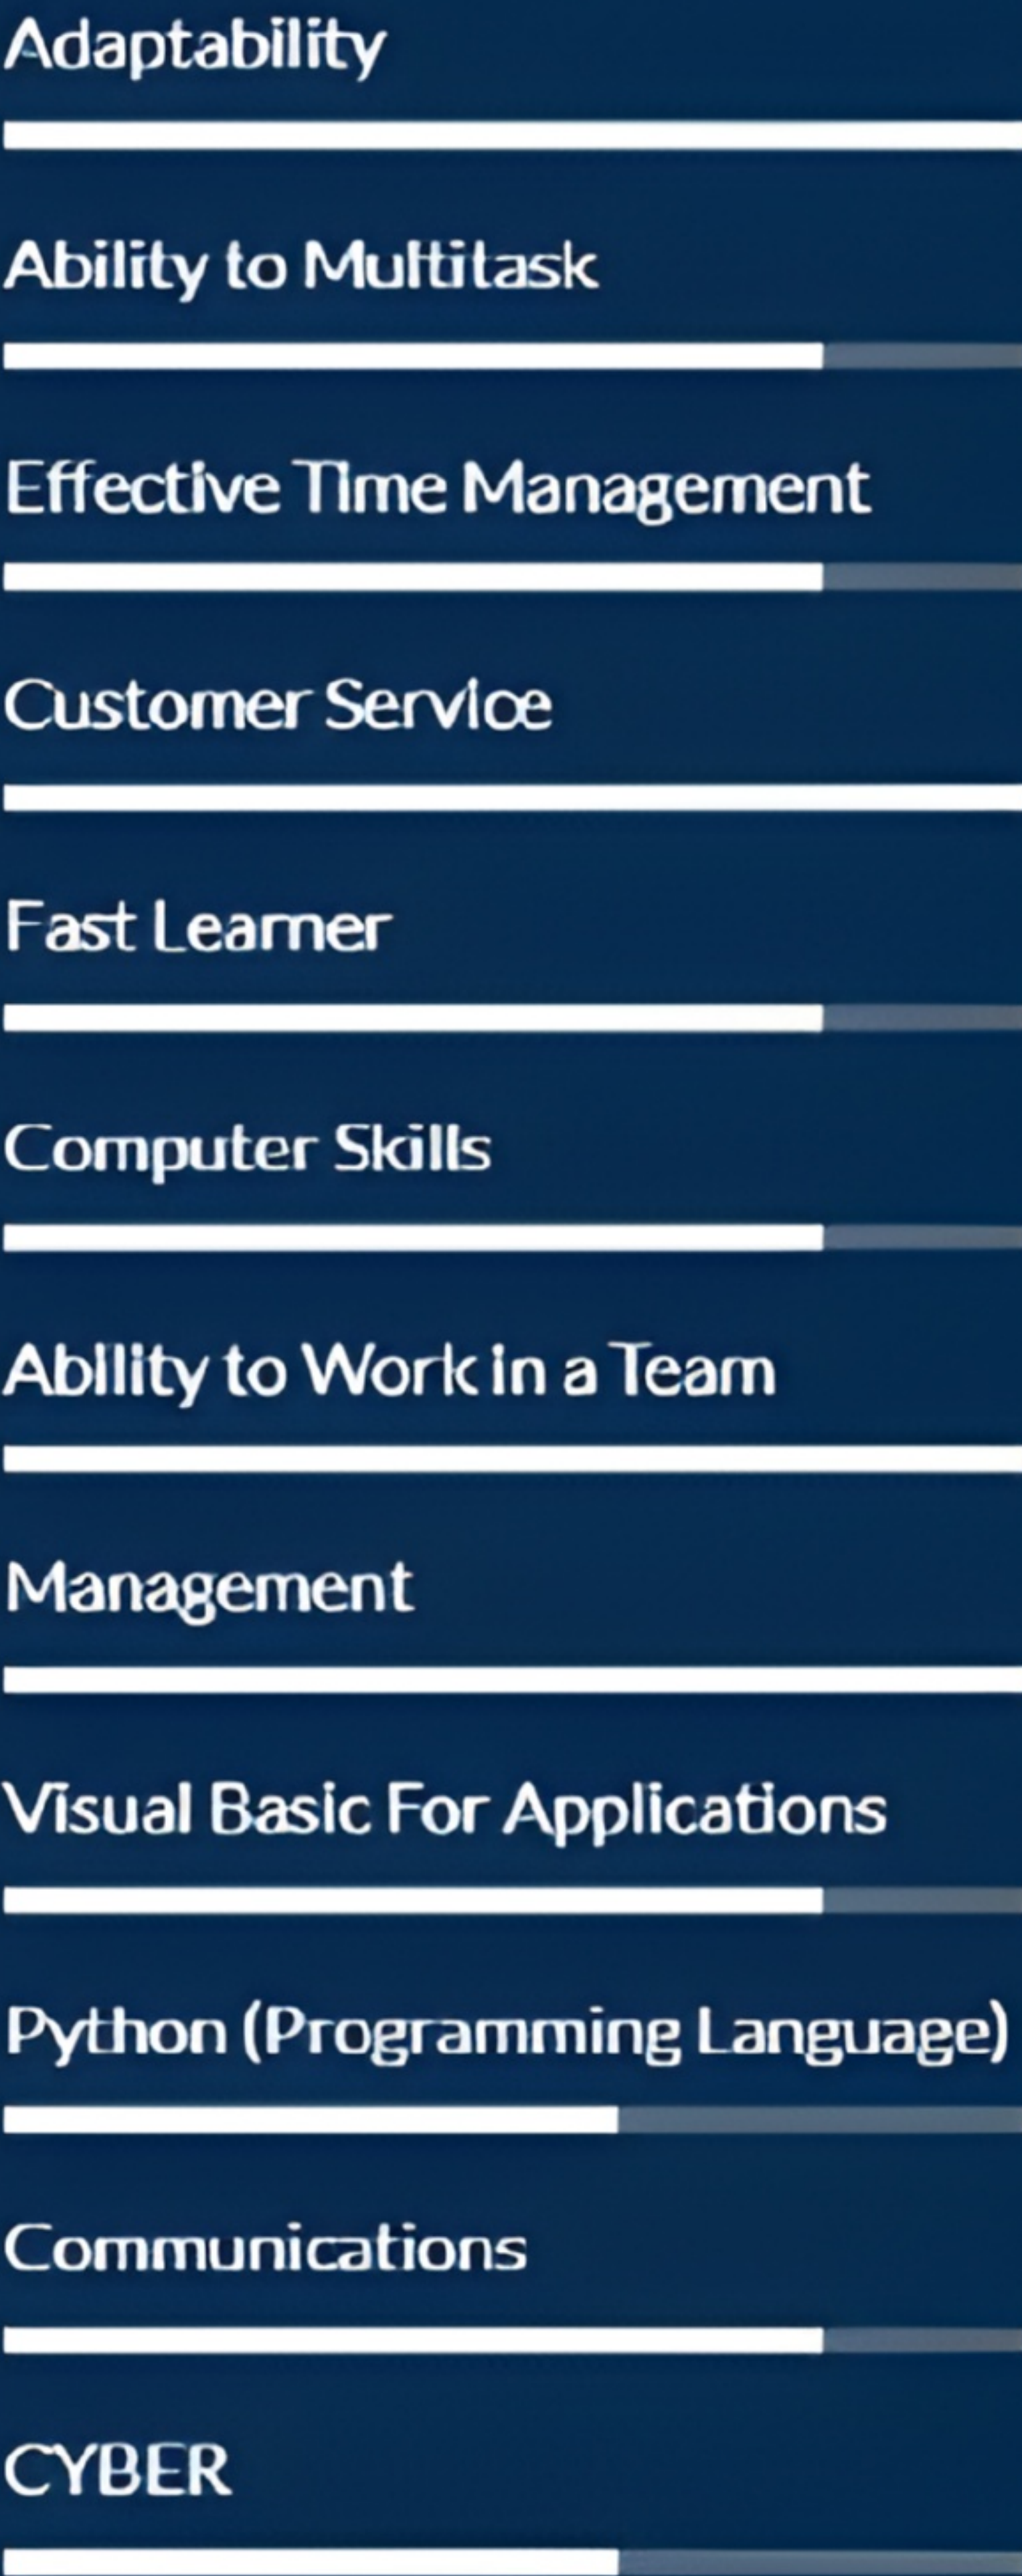 Adaptability
Ability to Multitask
Effective Time Management
Customer Service
Fast Learner
Computer Skills
Ability to Work in a Team
Management
Visual Basic For Applications
Python (Programming Language)
Communications
CYBER